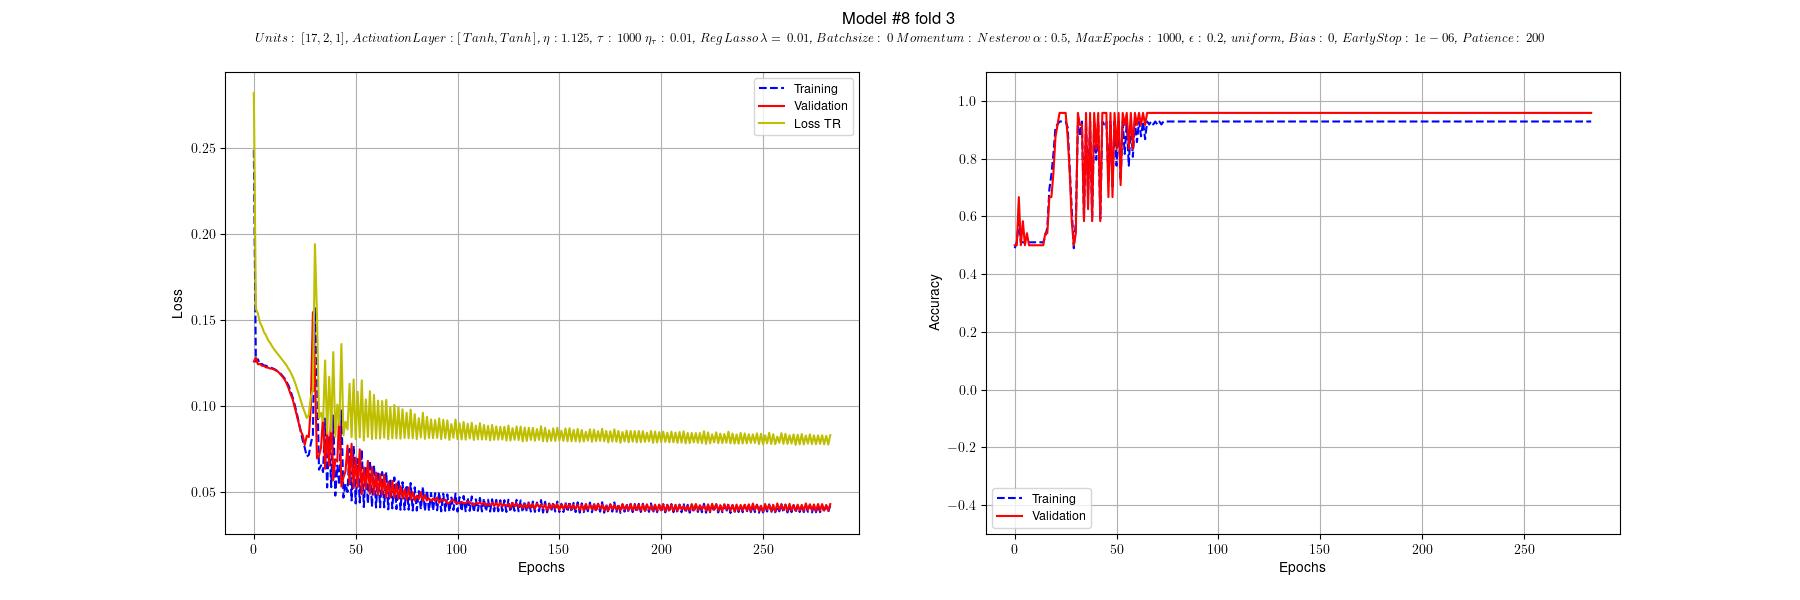 Model #8 fold 3
Units : [17, 2, 1], ActivationLayer : [Tanh, Tanh], η : 1.125, τ : 1000 ητ : 0.01, RegLasso λ = 0.01, Batchsize : 0 Momentum : Nesterov α : 0.5, MaxEpochs : 1000, ϵ : 0.2, uniform, Bias : 0, EarlyStop : 1e − 06, Patience : 200
Training
Validation
Loss TR
0.25
0.20
0.15
0.10
0.05
Loss
0 50 100 150 200 250
Epochs
1.0
0.8
0.6
0.4
0.2
0.0
−0.2
−0.4
Accuracy
Training
Validation
0 50 100 150 200 250
Epochs